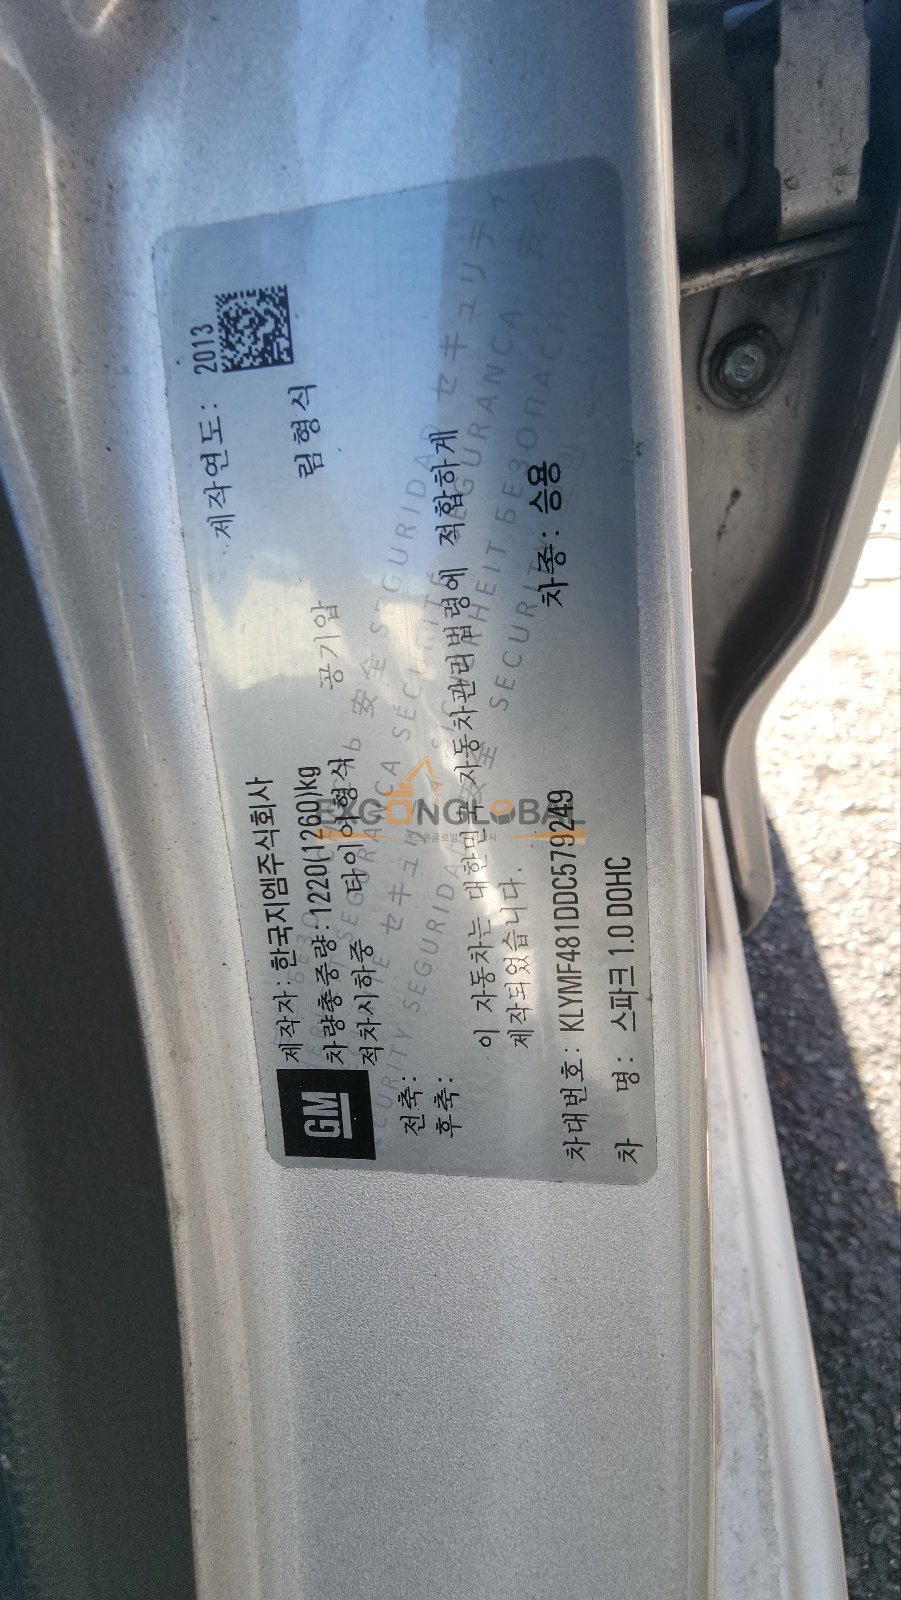 GM
제작자: 한국지엠주식회사 제작연도: 2013
차량총중량: 1220(1260)kg
적차시하중 타이어형식 공기압 림형식
전축:
후축:
이 자동차는 대한민국 자동차관리법령에 적합하게
제작되었습니다.
차대번호: KLYMF481DDC579249 차종: 승용
차 명: 스파크 1.0 DOHC
EXCONGLOBAL